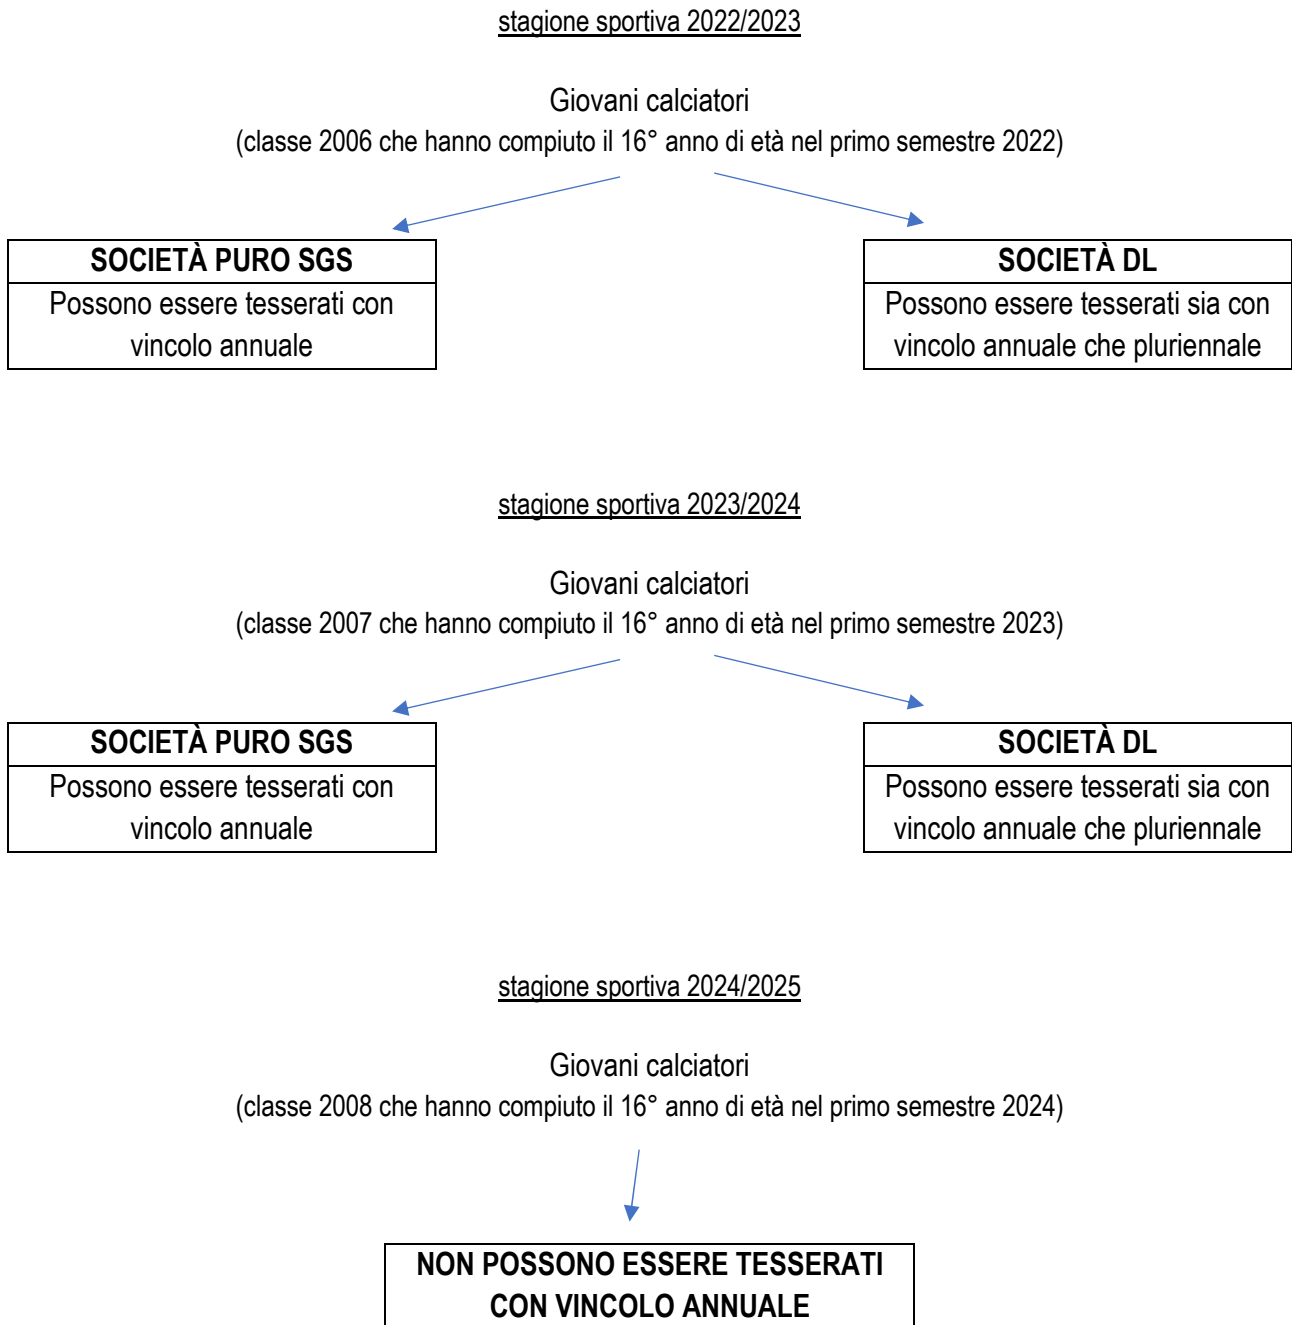 stagione sportiva 2022/2023
Giovani calciatori
(classe 2006 che hanno compiuto il 16° anno di età nel primo semestre 2022)
SOCIETÀ PURO SGS
Possono essere tesserati con
vincolo annuale
SOCIETÀ DL
Possono essere tesserati sia con
vincolo annuale che pluriennale
stagione sportiva 2023/2024
Giovani calciatori
(classe 2007 che hanno compiuto il 16° anno di età nel primo semestre 2023)
SOCIETÀ PURO SGS
Possono essere tesserati con
vincolo annuale
SOCIETÀ DL
Possono essere tesserati sia con
vincolo annuale che pluriennale
stagione sportiva 2024/2025
Giovani calciatori
(classe 2008 che hanno compiuto il 16° anno di età nel primo semestre 2024)
NON POSSONO ESSERE TESSERATI
CON VINCOLO ANNUALE